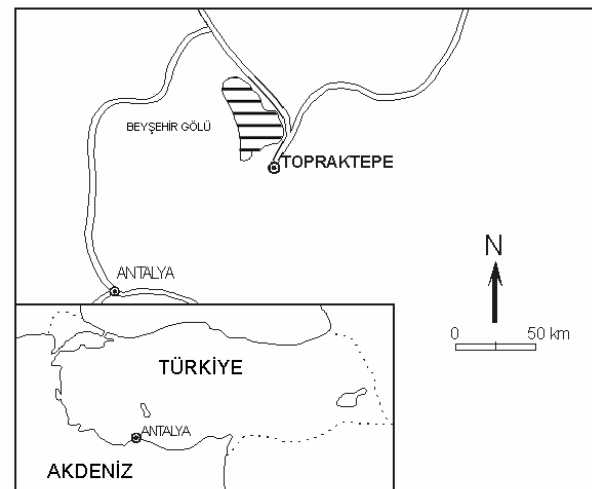 BEYŞEHİR GÖLÜ
TOPRAKTEPE
N
ANTALYA
0 50 km
TÜRKİYE
ANTALYA
AKDENİZ